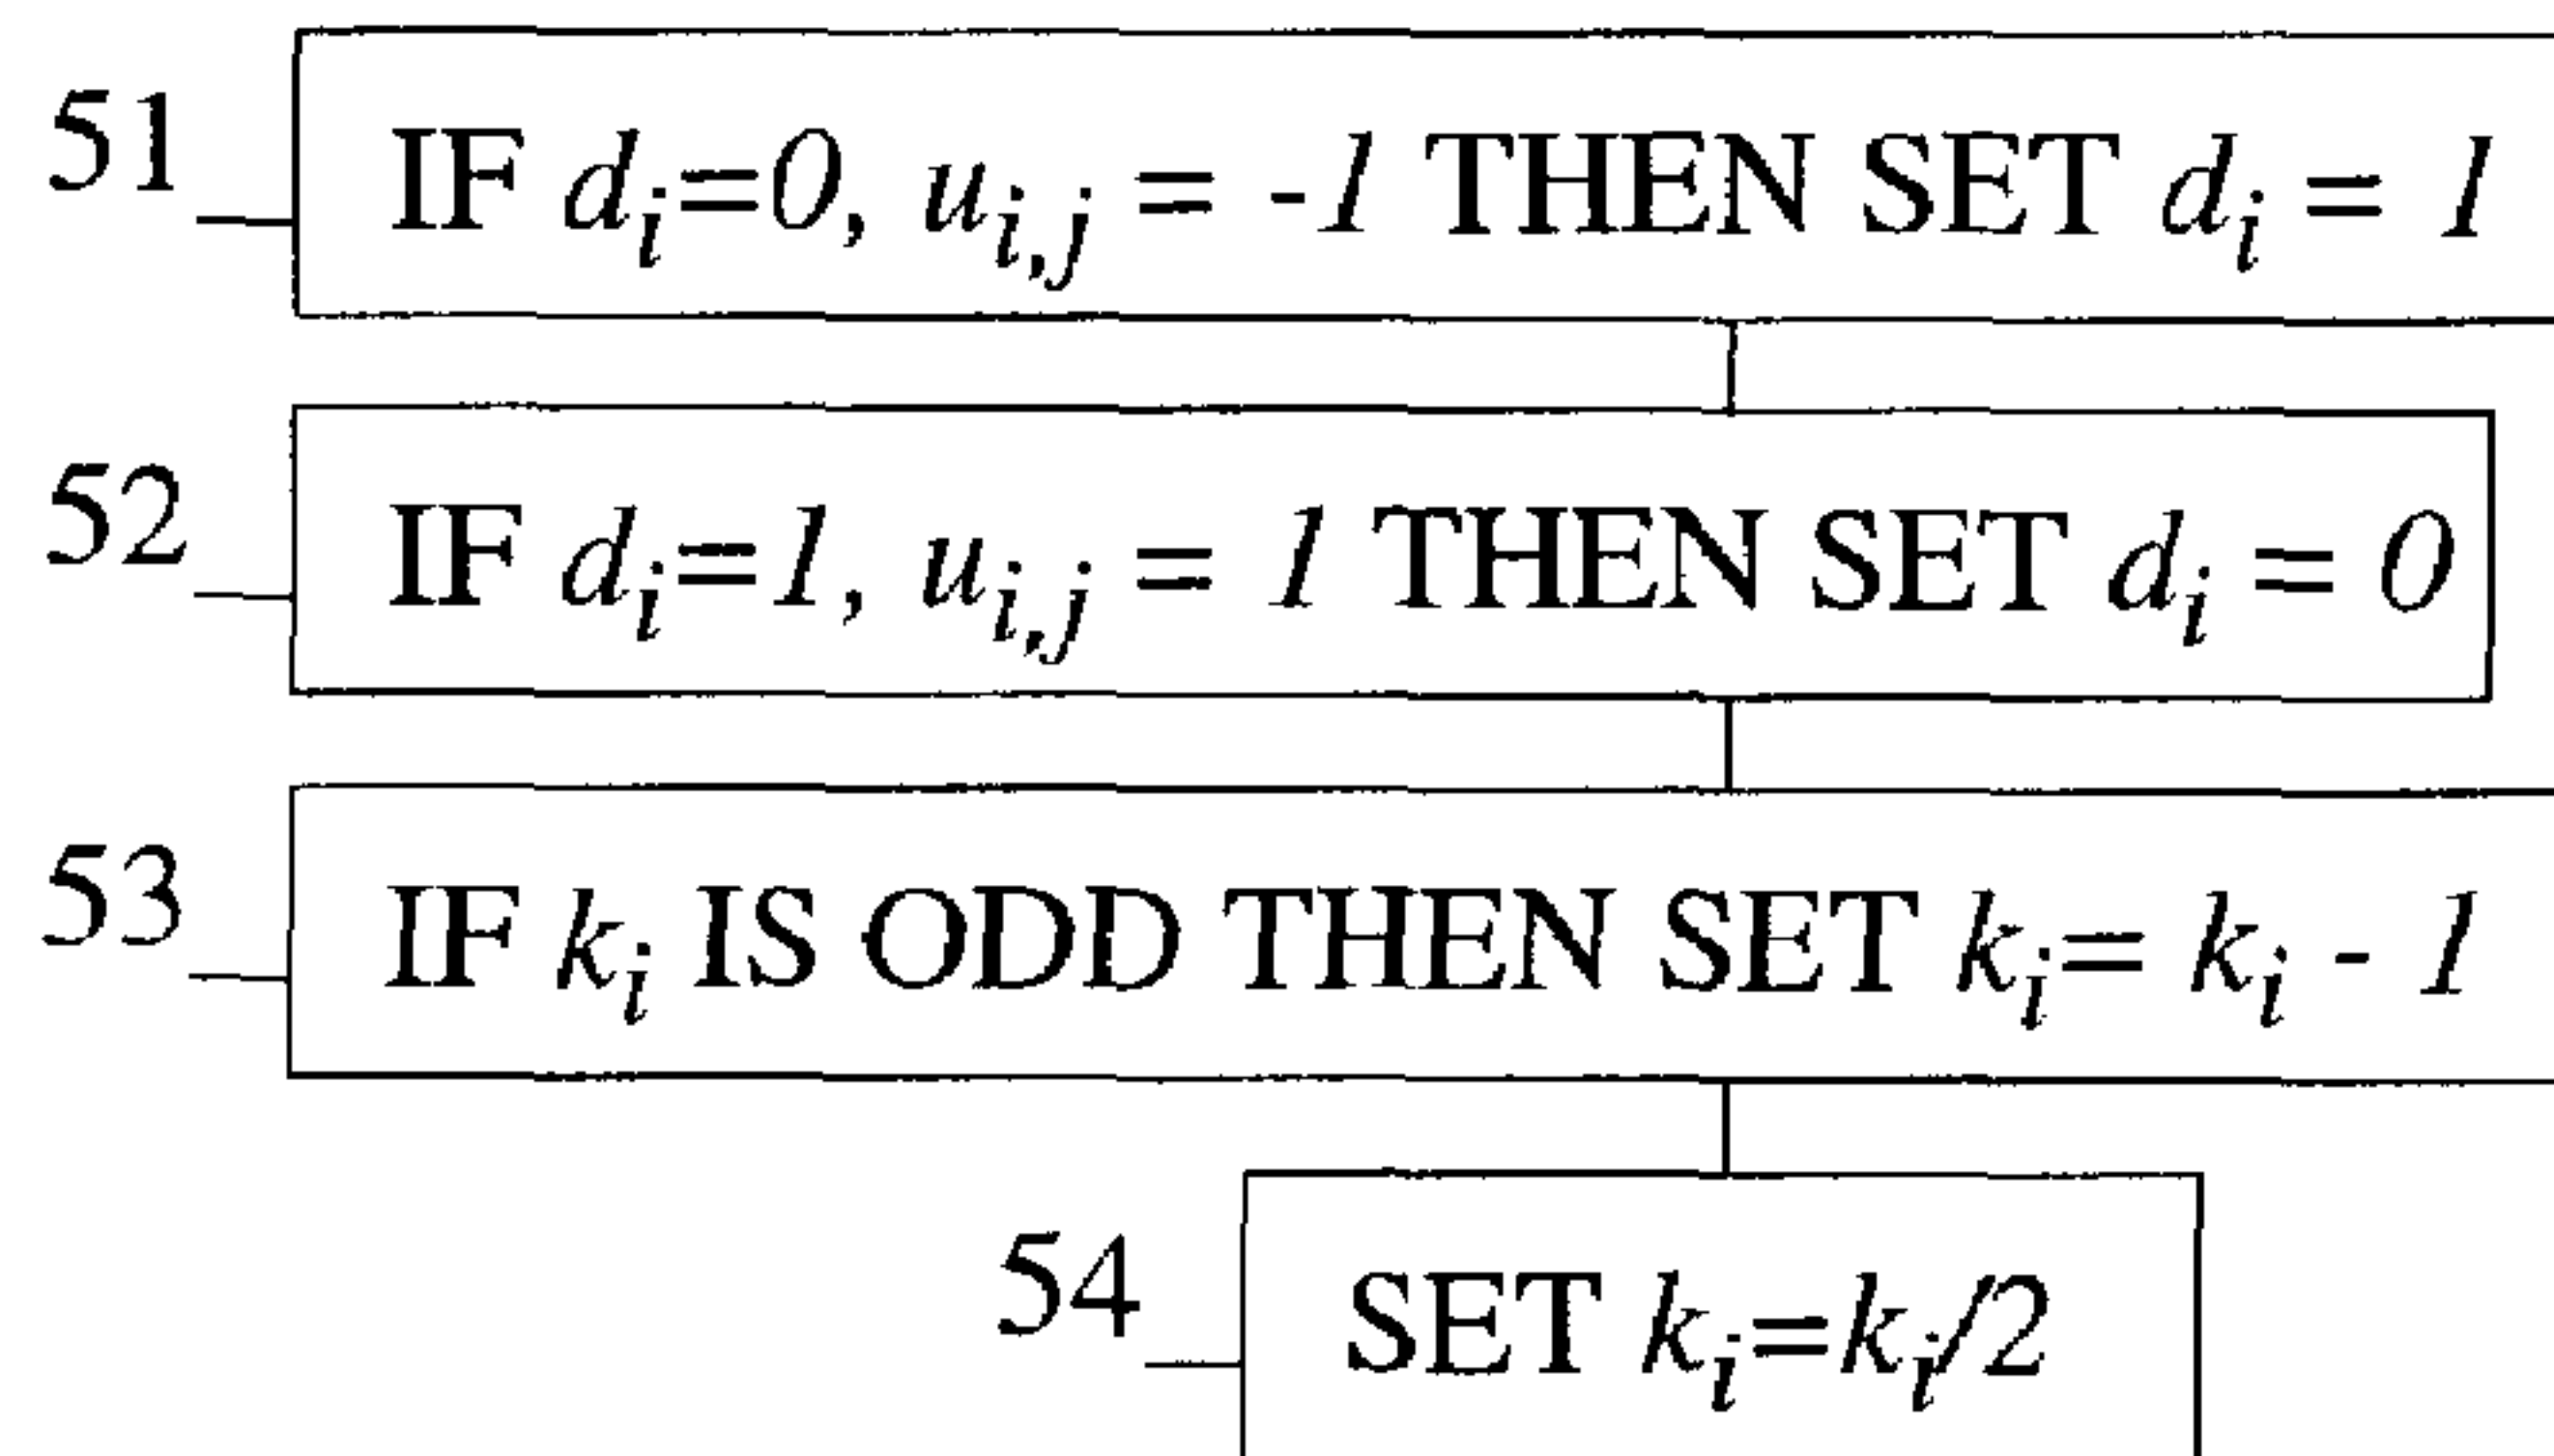 51 IF d_i=0, u_i,j = -1 THEN SET d_i = 1
52 IF d_i=1, u_i,j = 1 THEN SET d_i = 0
53 IF k_i IS ODD THEN SET k_i= k_i - 1
54 SET k_i=k_i/2